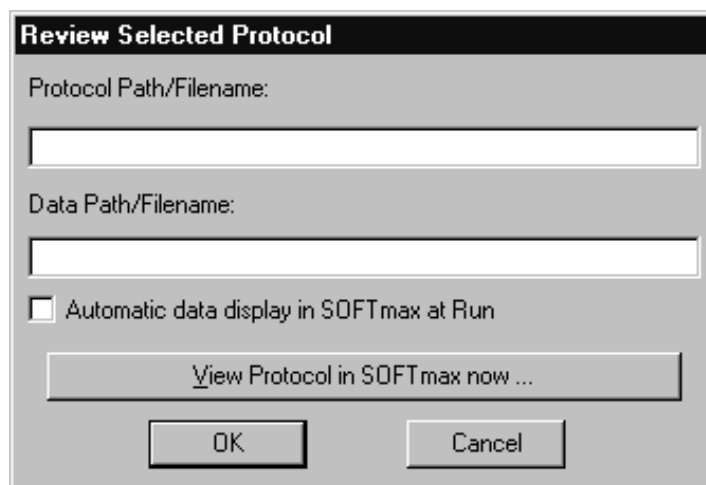 Review Selected Protocol
Protocol Path/Filename:
Data Path/Filename:
Automatic data display in SOFTmax at Run
View Protocol in SOFTmax now ...
OK Cancel